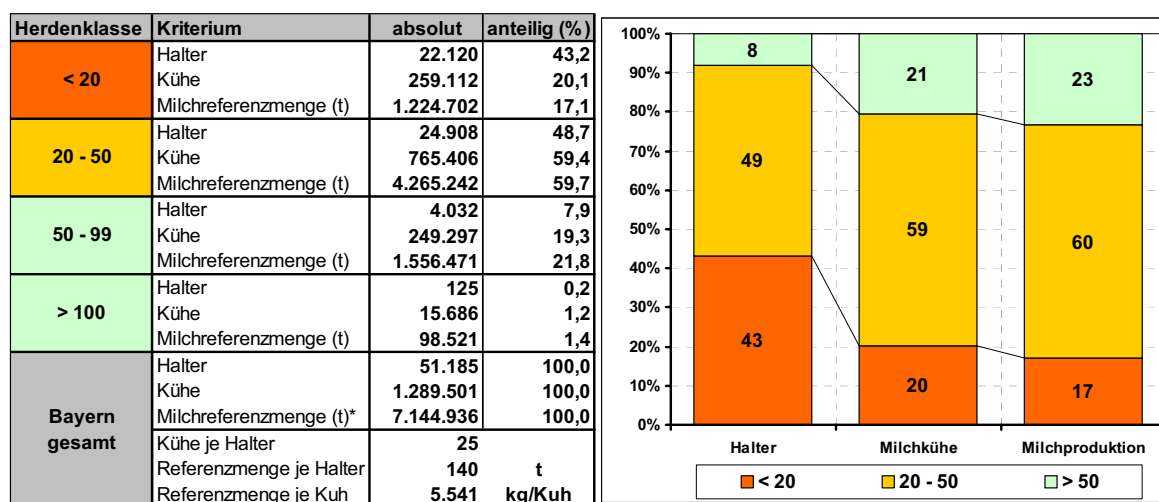 Herdenklasse Kriterium absolut anteilig (%)
< 20
Halter 22.120 43,2
Kühe 259.112 20,1
Milchreferenzmenge (t) 1.224.702 17,1
20 - 50
Halter 24.908 48,7
Kühe 765.406 59,4
Milchreferenzmenge (t) 4.265.242 59,7
50 - 99
Halter 4.032 7,9
Kühe 249.297 19,3
Milchreferenzmenge (t) 1.556.471 21,8
> 100
Halter 125 0,2
Kühe 15.686 1,2
Milchreferenzmenge (t) 98.521 1,4
Bayern
gesamt
Halter 51.185 100,0
Kühe 1.289.501 100,0
Milchreferenzmenge (t)* 7.144.936 100,0
Kühe je Halter 25
Referenzmenge je Halter 140 t
Referenzmenge je Kuh 5.541 kg/Kuh
100%
90%
80%
70%
60%
50%
40%
30%
20%
10%
0%
8
49
43
21
59
20
23
60
17
Halter Milchkühe Milchproduktion
< 20 20 - 50 > 50